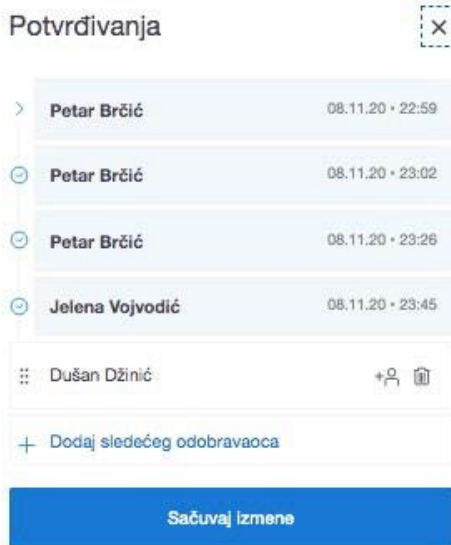 Potvrđivanja
Petar Brčić 08.11.20 • 22:59
Petar Brčić 08.11.20 • 23:02
Petar Brčić 08.11.20 • 23:26
Jelena Vojvodić 08.11.20 • 23:45
Dušan Džinić
Dodaj sledećeg odobravaoca
Sačuvaj izmene